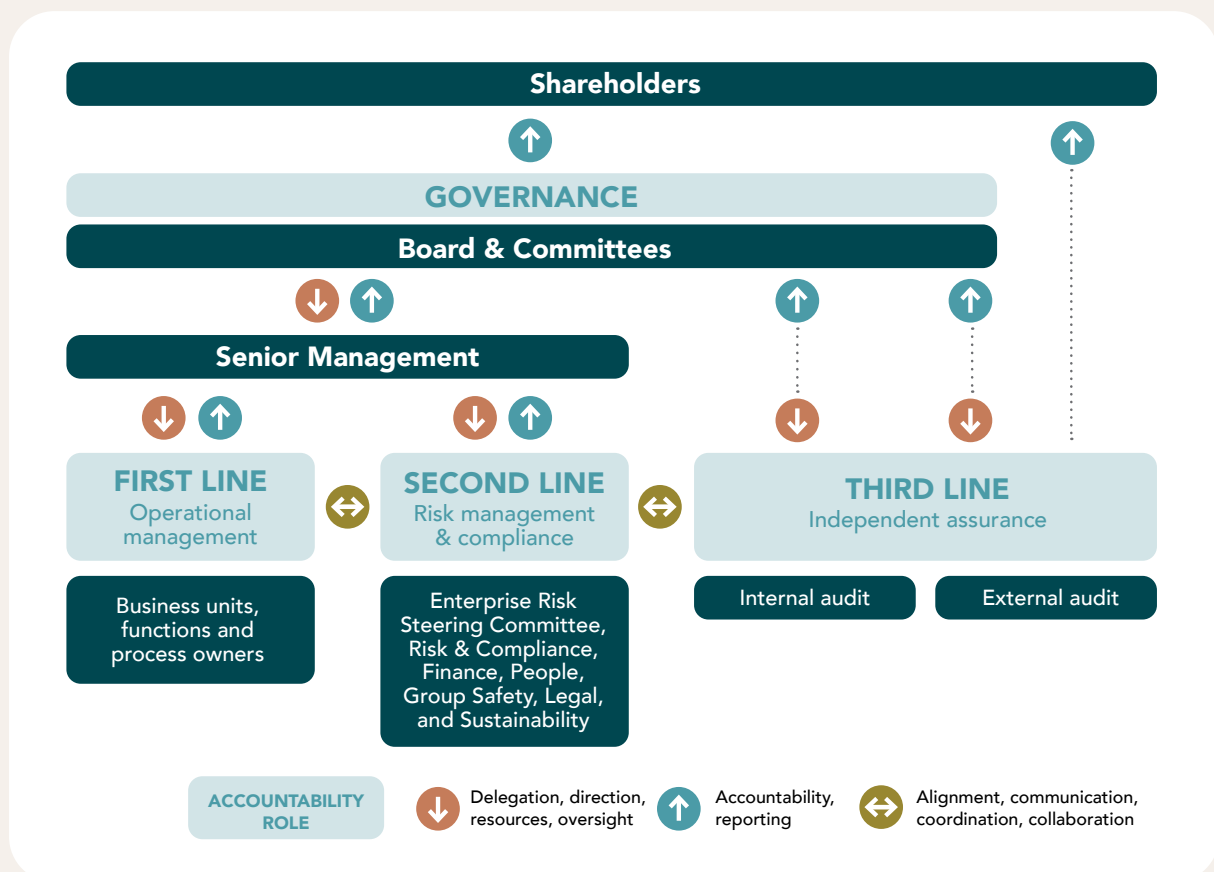 Shareholders
GOVERNANCE
Board & Committees
Senior Management
FIRST LINE
Operational
management
SECOND LINE
Risk management
& compliance
THIRD LINE
Independent assurance
Business units,
functions and
process owners
Enterprise Risk
Steering Committee,
Risk & Compliance,
Finance, People,
Group Safety, Legal,
and Sustainability
Internal audit
External audit
ACCOUNTABILITY
ROLE
Delegation, direction,
resources, oversight
Accountability,
reporting
Alignment, communication,
coordination, collaboration